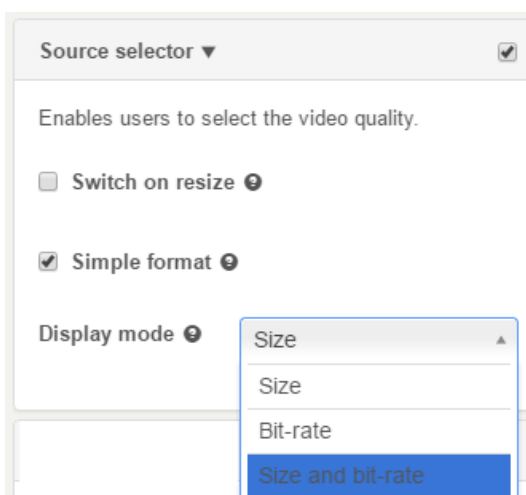 Source selector ▼
Enables users to select the video quality.
Switch on resize
Simple format
Display mode
Size
Size
Bit-rate
Size and bit-rate